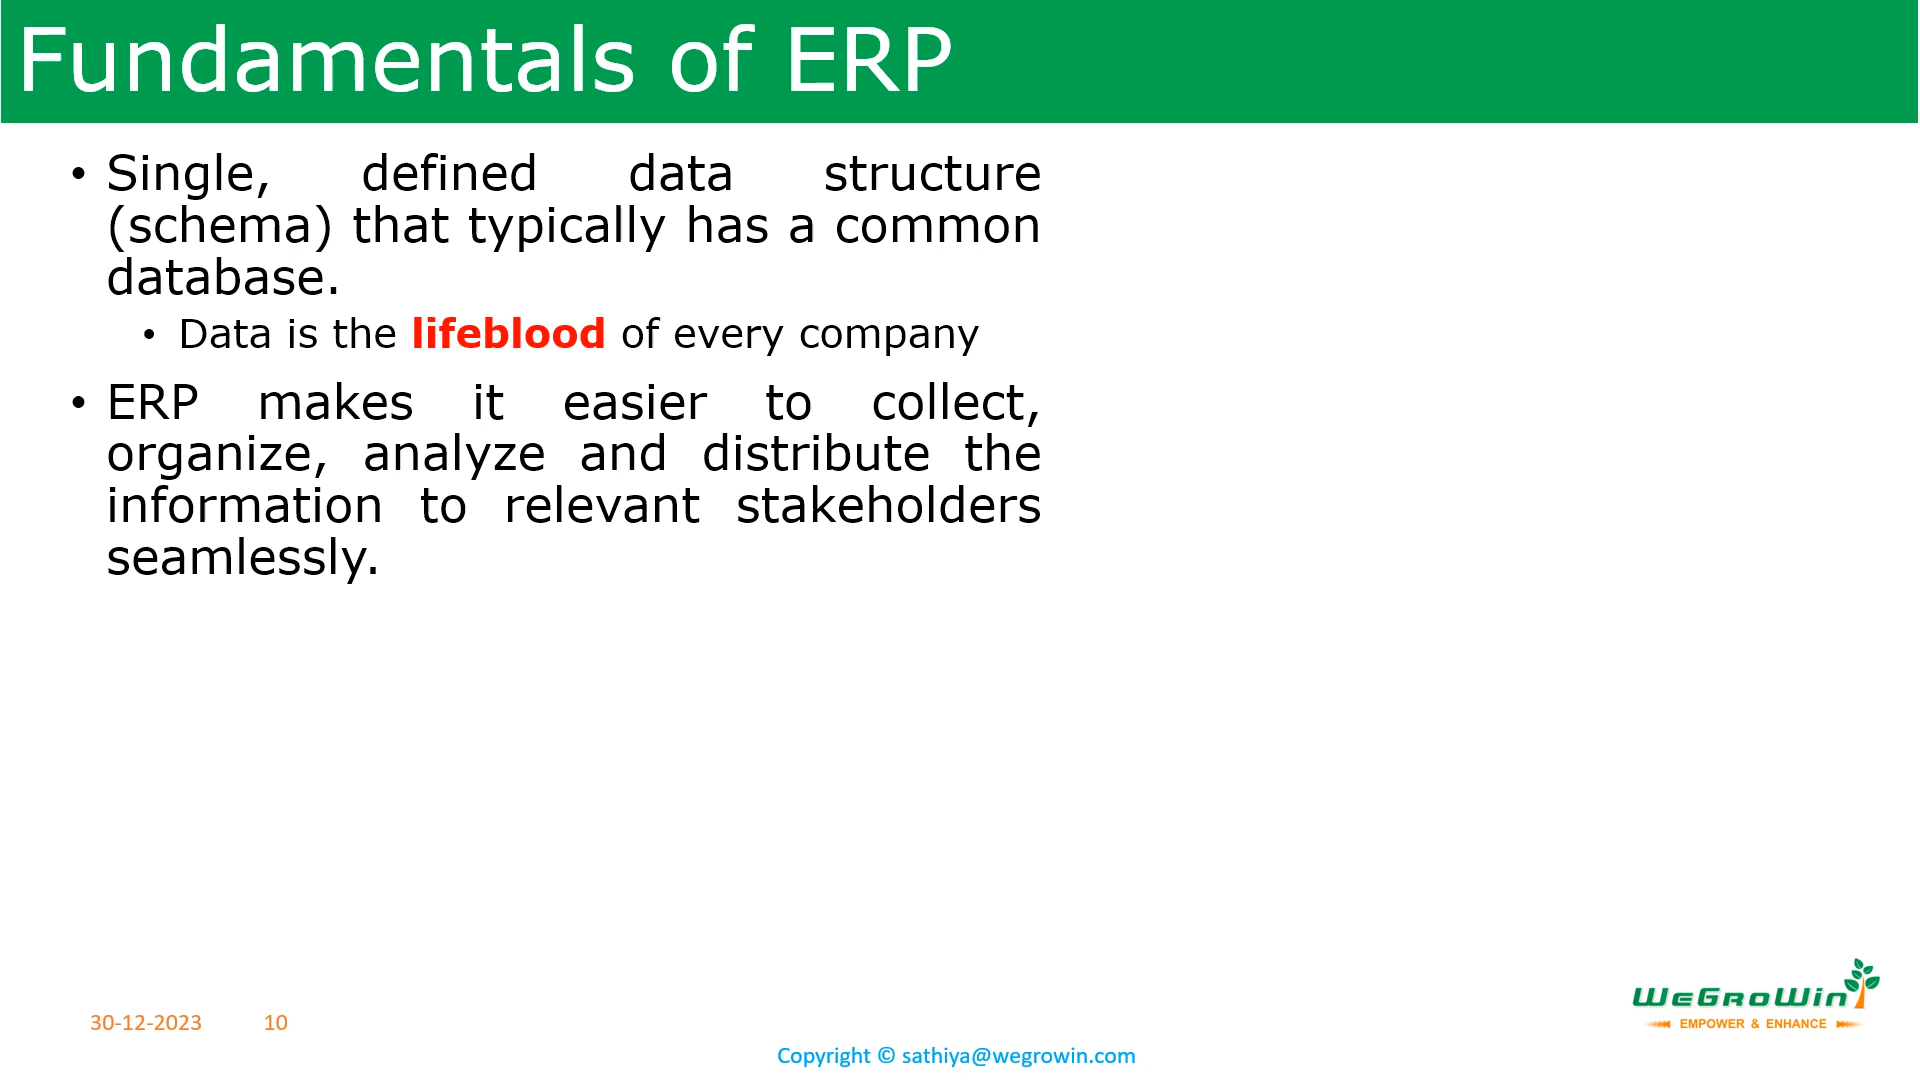 Fundamentals of ERP
• Single, defined data structure
(schema) that typically has a common
database.
• Data is the lifeblood of every company
• ERP makes it easier to collect,
organize, analyze and distribute the
information to relevant stakeholders
seamlessly.
WeGroWin
EMPOWER & ENHANCE
30-12-2023 10
Copyright © sathiya@wegrowin.com